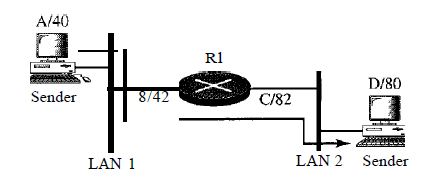 A/40
R1
D/80
Sender
8/42
C/82
LAN 1
LAN 2
Sender